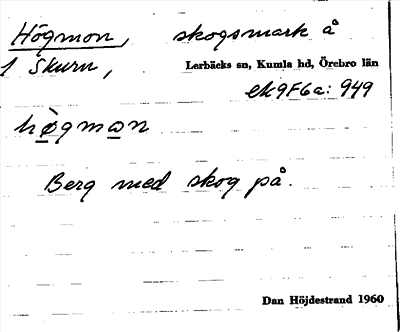 Högmon, skogsmark å
1 Skurn,
Lerbäcks sn, Kumla hd, Örebro län
ek9F6a: 949
hø̀gmon
Berg med skog på.
Dan Höjdestrand 1960